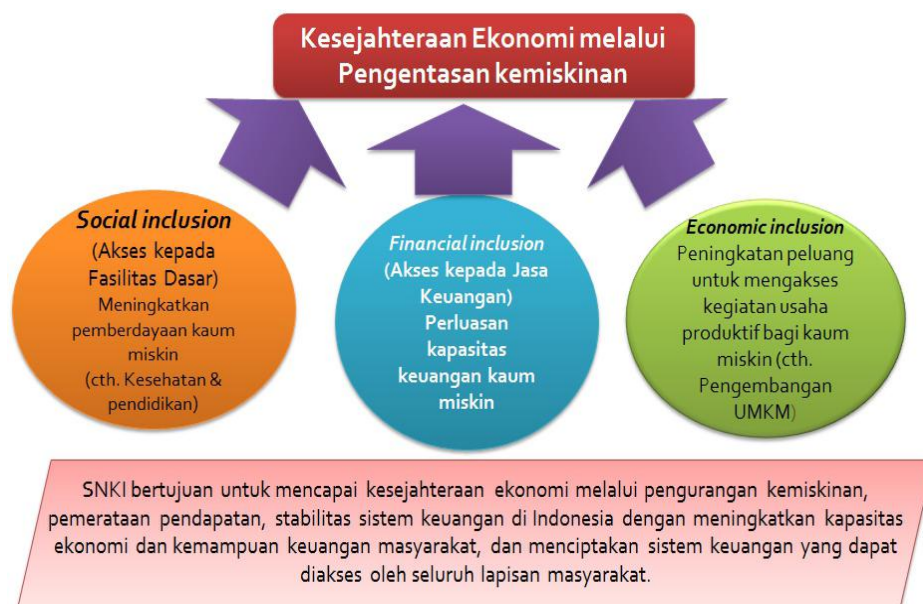 Kesejahteraan Ekonomi melalui
Pengentasan kemiskinan
Social inclusion
(Akses kepada
Fasilitas Dasar)
Meningkatkan
pemberdayaan kaum
miskin
(cth. Kesehatan &
pendidikan)
Financial inclusion
(Akses kepada Jasa
Keuangan)
Perluasan
kapasitas
keuangan kaum
miskin
Economic inclusion
Peningkatan peluang
untuk mengakses
kegiatan usaha
produktif bagi kaum
miskin (cth.
Pengembangan
UMKM)
SNKI bertujuan untuk mencapai kesejahteraan ekonomi melalui pengurangan kemiskinan,
pemerataan pendapatan, stabilitas sistem keuangan di Indonesia dengan meningkatkan kapasitas
ekonomi dan kemampuan keuangan masyarakat, dan menciptakan sistem keuangan yang dapat
diakses oleh seluruh lapisan masyarakat.